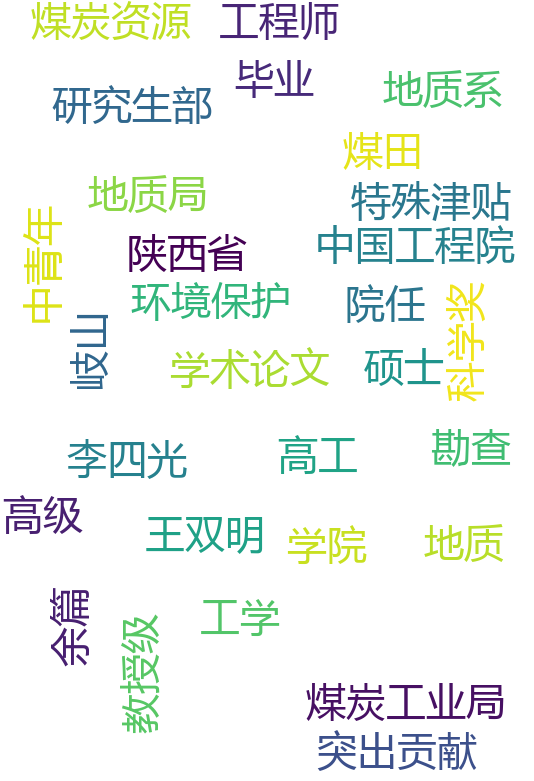 煤炭资源
工程师
毕业
研究生部
地质系
煤田
地质局
特殊津贴
中青年
陕西省
中国工程院
环境保护
院任
岐山
科学奖
学术论文
硕士
李四光
高工
勘查
高级
王双明
学院
地质
余篇
工学
教授级
煤炭工业局
突出贡献